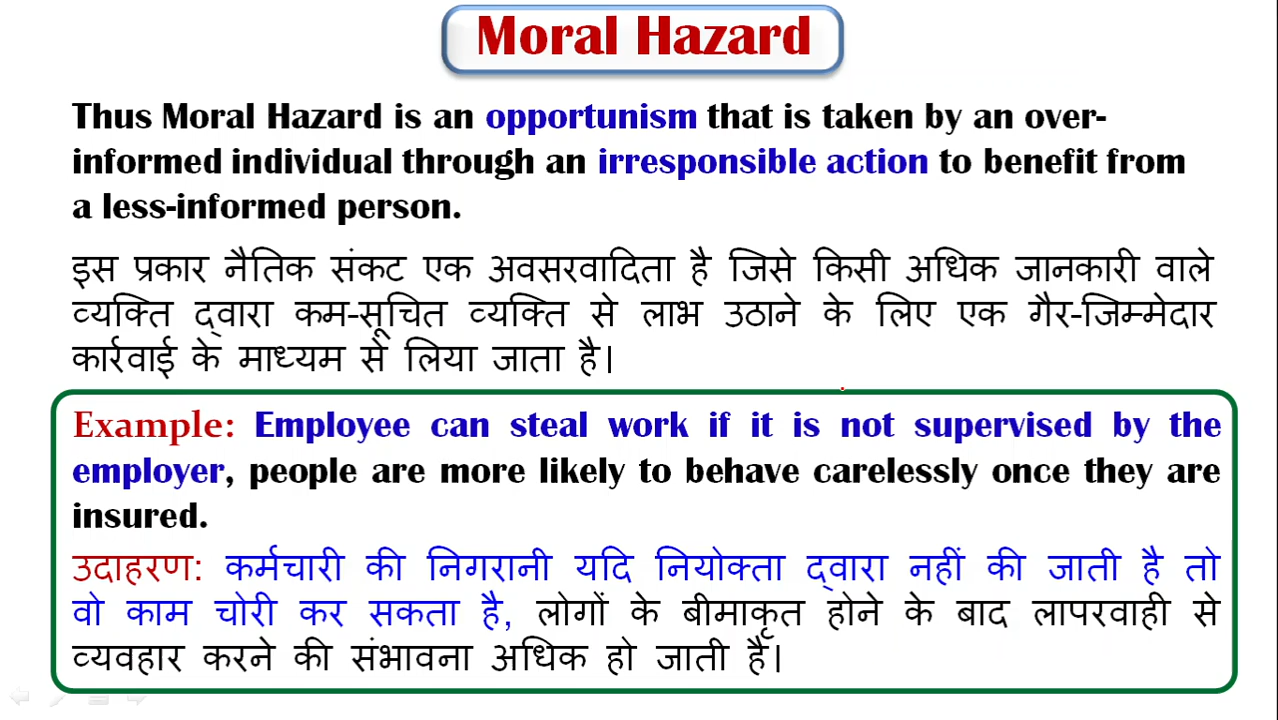 Moral Hazard
Thus Moral Hazard is an opportunism that is taken by an over-
informed individual through an irresponsible action to benefit from
a less-informed person.
इस प्रकार नैतिक संकट एक अवसरवादिता है जिसे किसी अधिक जानकारी वाले
व्यक्ति द्वारा कम-सूचित व्यक्ति से लाभ उठाने के लिए एक गैर-जिम्मेदार
कार्रवाई के माध्यम से लिया जाता है।
Example: Employee can steal work if it is not supervised by the
employer, people are more likely to behave carelessly once they are
insured.
उदाहरण: कर्मचारी की निगरानी यदि नियोक्ता द्वारा नहीं की जाती है तो
वो काम चोरी कर सकता है, लोगों के बीमाकृत होने के बाद लापरवाही से
व्यवहार करने की संभावना अधिक हो जाती है।